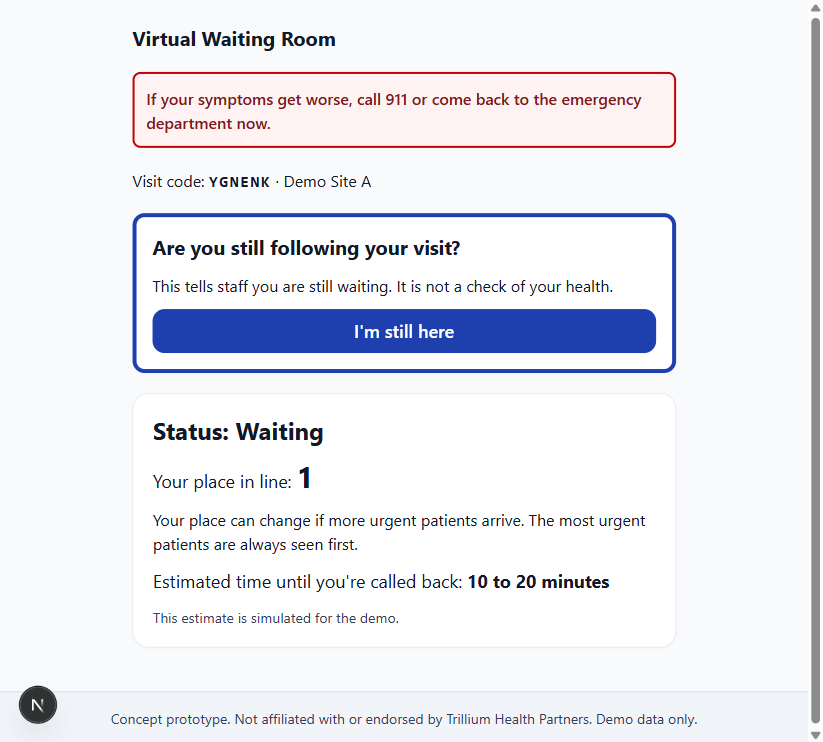 Virtual Waiting Room
If your symptoms get worse, call 911 or come back to the emergency
department now.
Visit code: YGNENK · Demo Site A
Are you still following your visit?
This tells staff you are still waiting. It is not a check of your health.
I'm still here
Status: Waiting
Your place in line: 1
Your place can change if more urgent patients arrive. The most urgent
patients are always seen first.
Estimated time until you're called back: 10 to 20 minutes
This estimate is simulated for the demo.
N
Concept prototype. Not affiliated with or endorsed by Trillium Health Partners. Demo data only.